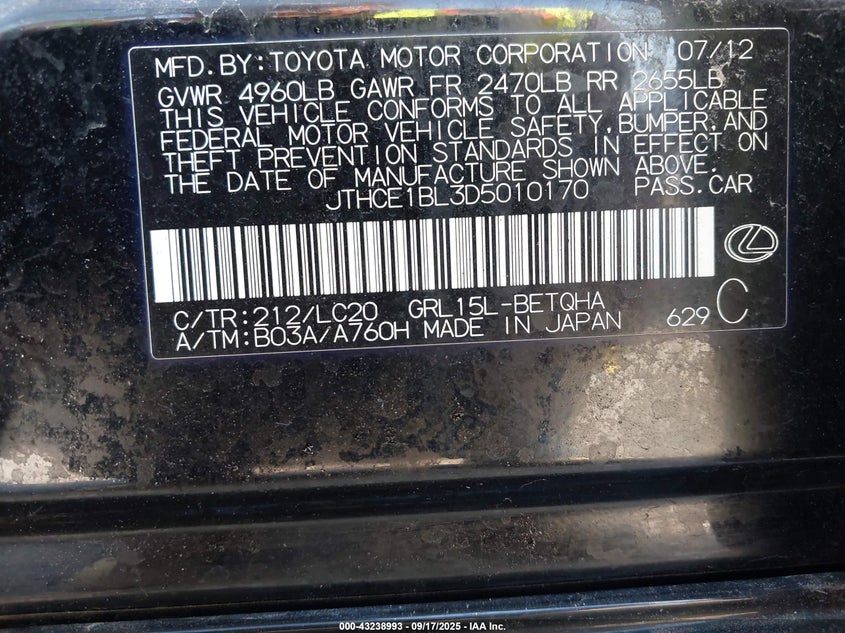 MFD.BY:TOYOTA MOTOR CORPORATION 07/12
GVWR 4960LB GAWR FR 2470LB RR 2655LB
THIS VEHICLE CONFORMS TO ALL APPLICABLE
FEDERAL MOTOR VEHICLE SAFETY,BUMPER,AND
THEFT PREVENTION STANDARDS IN EFFECT ON
THE DATE OF MANUFACTURE SHOWN ABOVE.
JTHCE1BL3D5010170 PASS.CAR
C/TR:212/LC20 GRL15L-BETQHA
A/TM:B03A/A760H MADE IN JAPAN 629 C
000-43238993 - 09/17/2025 - IAA Inc.